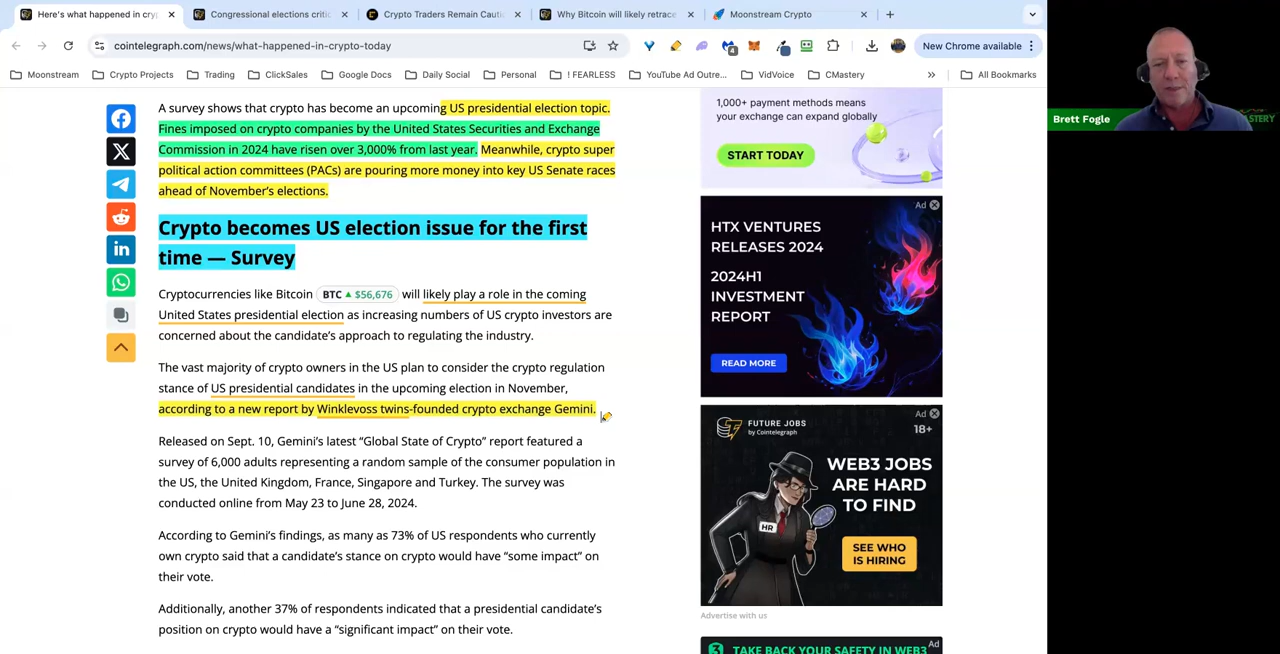 Here's what happened in cryp
Congressional elections critic
Crypto Traders Remain Cauti
Why Bitcoin will likely retrace
Moonstream Crypto
cointelegraph.com/news/what-happened-in-crypto-today
4
New Chrome available
Moonstream
Crypto Projects
Trading
ClickSales
Google Docs
Daily Social
Personal
! FEARLESS
YouTube Ad Outre...
VidVoice
CMastery
»
All Bookmarks
A survey shows that crypto has become an upcoming US presidential election topic.
Fines imposed on crypto companies by the United States Securities and Exchange
Commission in 2024 have risen over 3,000% from last year. Meanwhile, crypto super
political action committees (PACs) are pouring more money into key US Senate races
ahead of November's elections.
Crypto becomes US election issue for the first
time — Survey
Cryptocurrencies like Bitcoin BTC ▲ $56,676 will likely play a role in the coming
United States presidential election as increasing numbers of US crypto investors are
concerned about the candidate's approach to regulating the industry.
The vast majority of crypto owners in the US plan to consider the crypto regulation
stance of US presidential candidates in the upcoming election in November,
according to a new report by Winklevoss twins-founded crypto exchange Gemini.
Released on Sept. 10, Gemini's latest “Global State of Crypto” report featured a
survey of 6,000 adults representing a random sample of the consumer population in
the US, the United Kingdom, France, Singapore and Turkey. The survey was
conducted online from May 23 to June 28, 2024.
According to Gemini's findings, as many as 73% of US respondents who currently
own crypto said that a candidate's stance on crypto would have “some impact” on
their vote.
Additionally, another 37% of respondents indicated that a presidential candidate's
position on crypto would have a “significant impact” on their vote.
1,000+ payment methods means
your exchange can expand globally
START TODAY
Ad
HTX VENTURES
RELEASES 2024
2024H1
INVESTMENT
REPORT
READ MORE
Ad
18+
FUTURE JOBS
by Cointelegraph
WEB3 JOBS
ARE HARD
TO FIND
HR
SEE WHO
IS HIRING
Advertise with us
Ad
TAKE BACK YOUR SAFETY IN WEB3
Brett Fogle